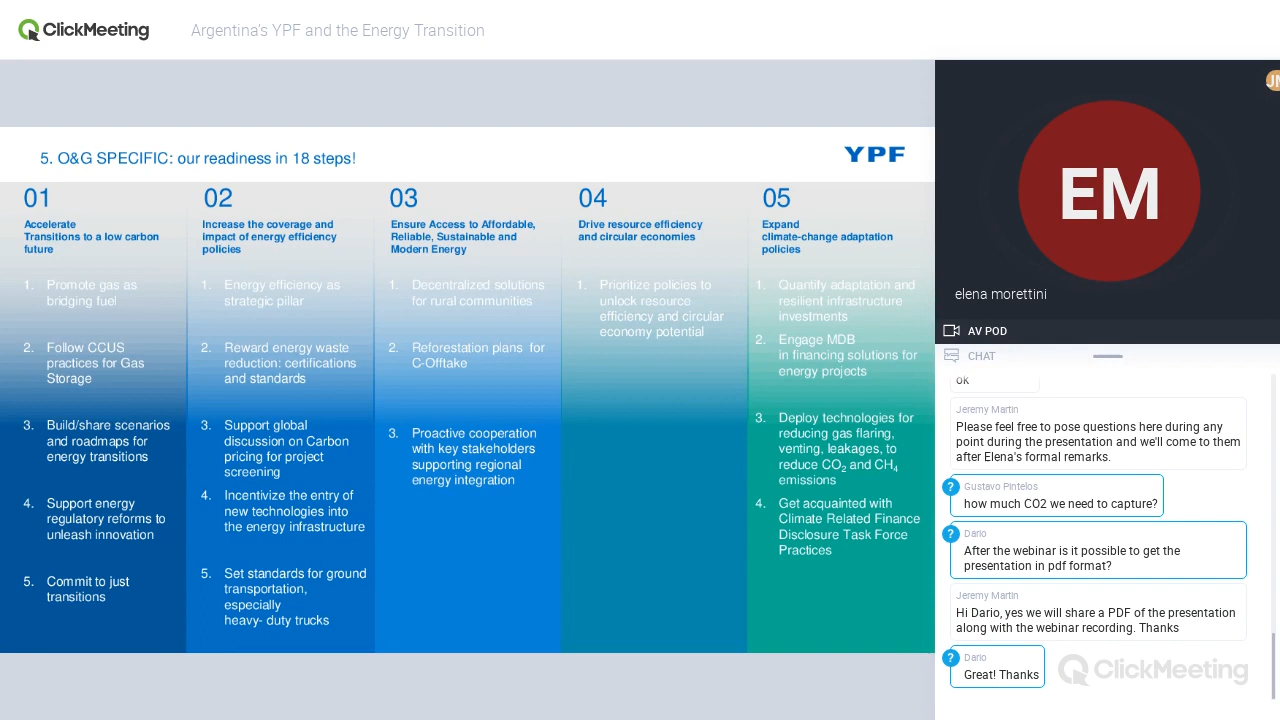 ClickMeeting
Argentina's YPF and the Energy Transition
5. O&G SPECIFIC: our readiness in 18 steps!
YPF
01
Accelerate
Transitions to a low carbon
future
1. Promote gas as
bridging fuel
2. Follow CCUS
practices for Gas
Storage
3. Build/share scenarios
and roadmaps for
energy transitions
4. Support energy
regulatory reforms to
unleash innovation
5. Commit to just
transitions
02
Increase the coverage and
impact of energy efficiency
policies
1. Energy efficiency as
strategic pillar
2. Reward energy waste
reduction: certifications
and standards
3. Support global
discussion on Carbon
pricing for project
screening
4. Incentivize the entry of
new technologies into
the energy infrastructure
5. Set standards for ground
transportation,
especially
heavy- duty trucks
03
Ensure Access to Affordable,
Reliable, Sustainable and
Modern Energy
1. Decentralized solutions
for rural communities
2. Reforestation plans for
C-Offtake
3. Proactive cooperation
with key stakeholders
supporting regional
energy integration
04
Drive resource efficiency
and circular economies
1. Prioritize policies to
unlock resource
efficiency and circular
economy potential
05
Expand
climate-change adaptation
policies
1. Quantify adaptation and
resilient infrastructure
investments
2. Engage MDB
in financing solutions for
energy projects
3. Deploy technologies for
reducing gas flaring,
venting, leakages, to
reduce CO2 and CH4
emissions
4. Get acquainted with
Climate Related Finance
Disclosure Task Force
Practices
EM
elena morettini
AV POD
CHAT
ok
Jeremy Martin
Please feel free to pose questions here during any
point during the presentation and we'll come to them
after Elena's formal remarks.
?
Gustavo Pintelos
how much CO2 we need to capture?
?
Dario
After the webinar is it possible to get the
presentation in pdf format?
Jeremy Martin
Hi Dario, yes we will share a PDF of the presentation
along with the webinar recording. Thanks
?
Dario
Great! Thanks
ClickMeeting